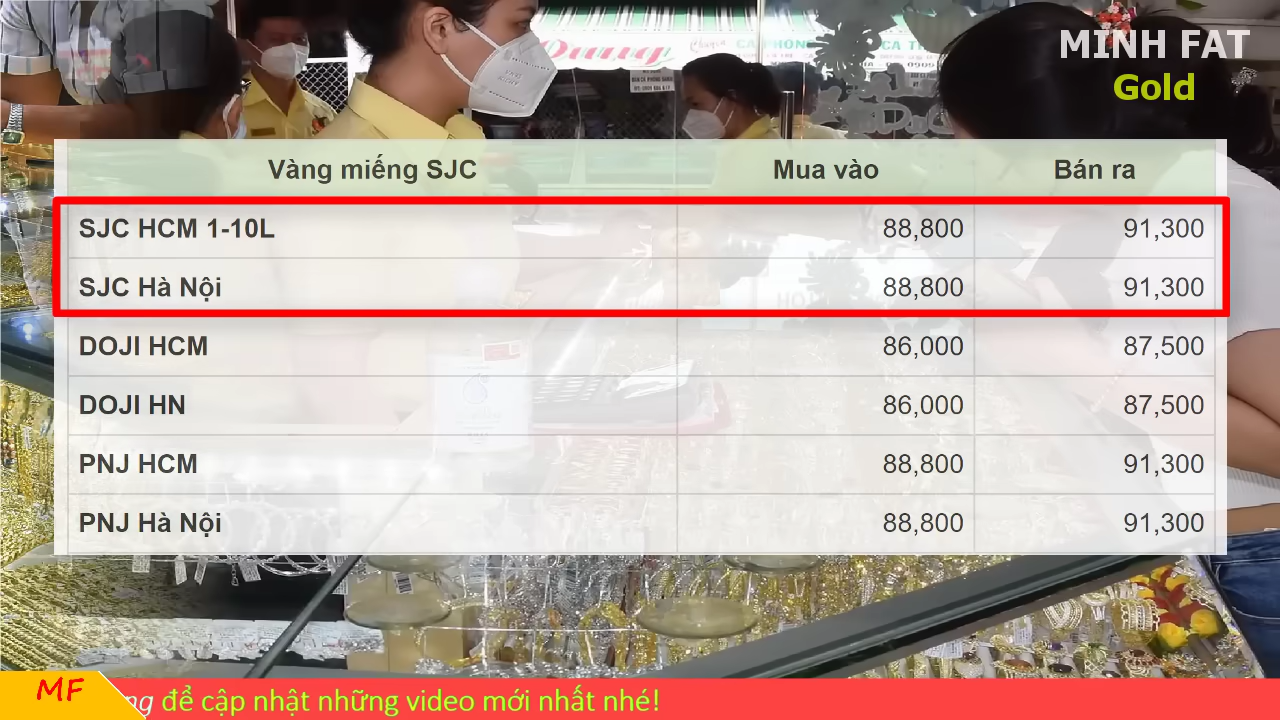 MINH FAT
Gold
Vàng miếng SJC Mua vào Bán ra
SJC HCM 1-10L 88,800 91,300
SJC Hà Nội 88,800 91,300
DOJI HCM 86,000 87,500
DOJI HN 86,000 87,500
PNJ HCM 88,800 91,300
PNJ Hà Nội 88,800 91,300
MF
ng để cập nhật những video mới nhất nhé!